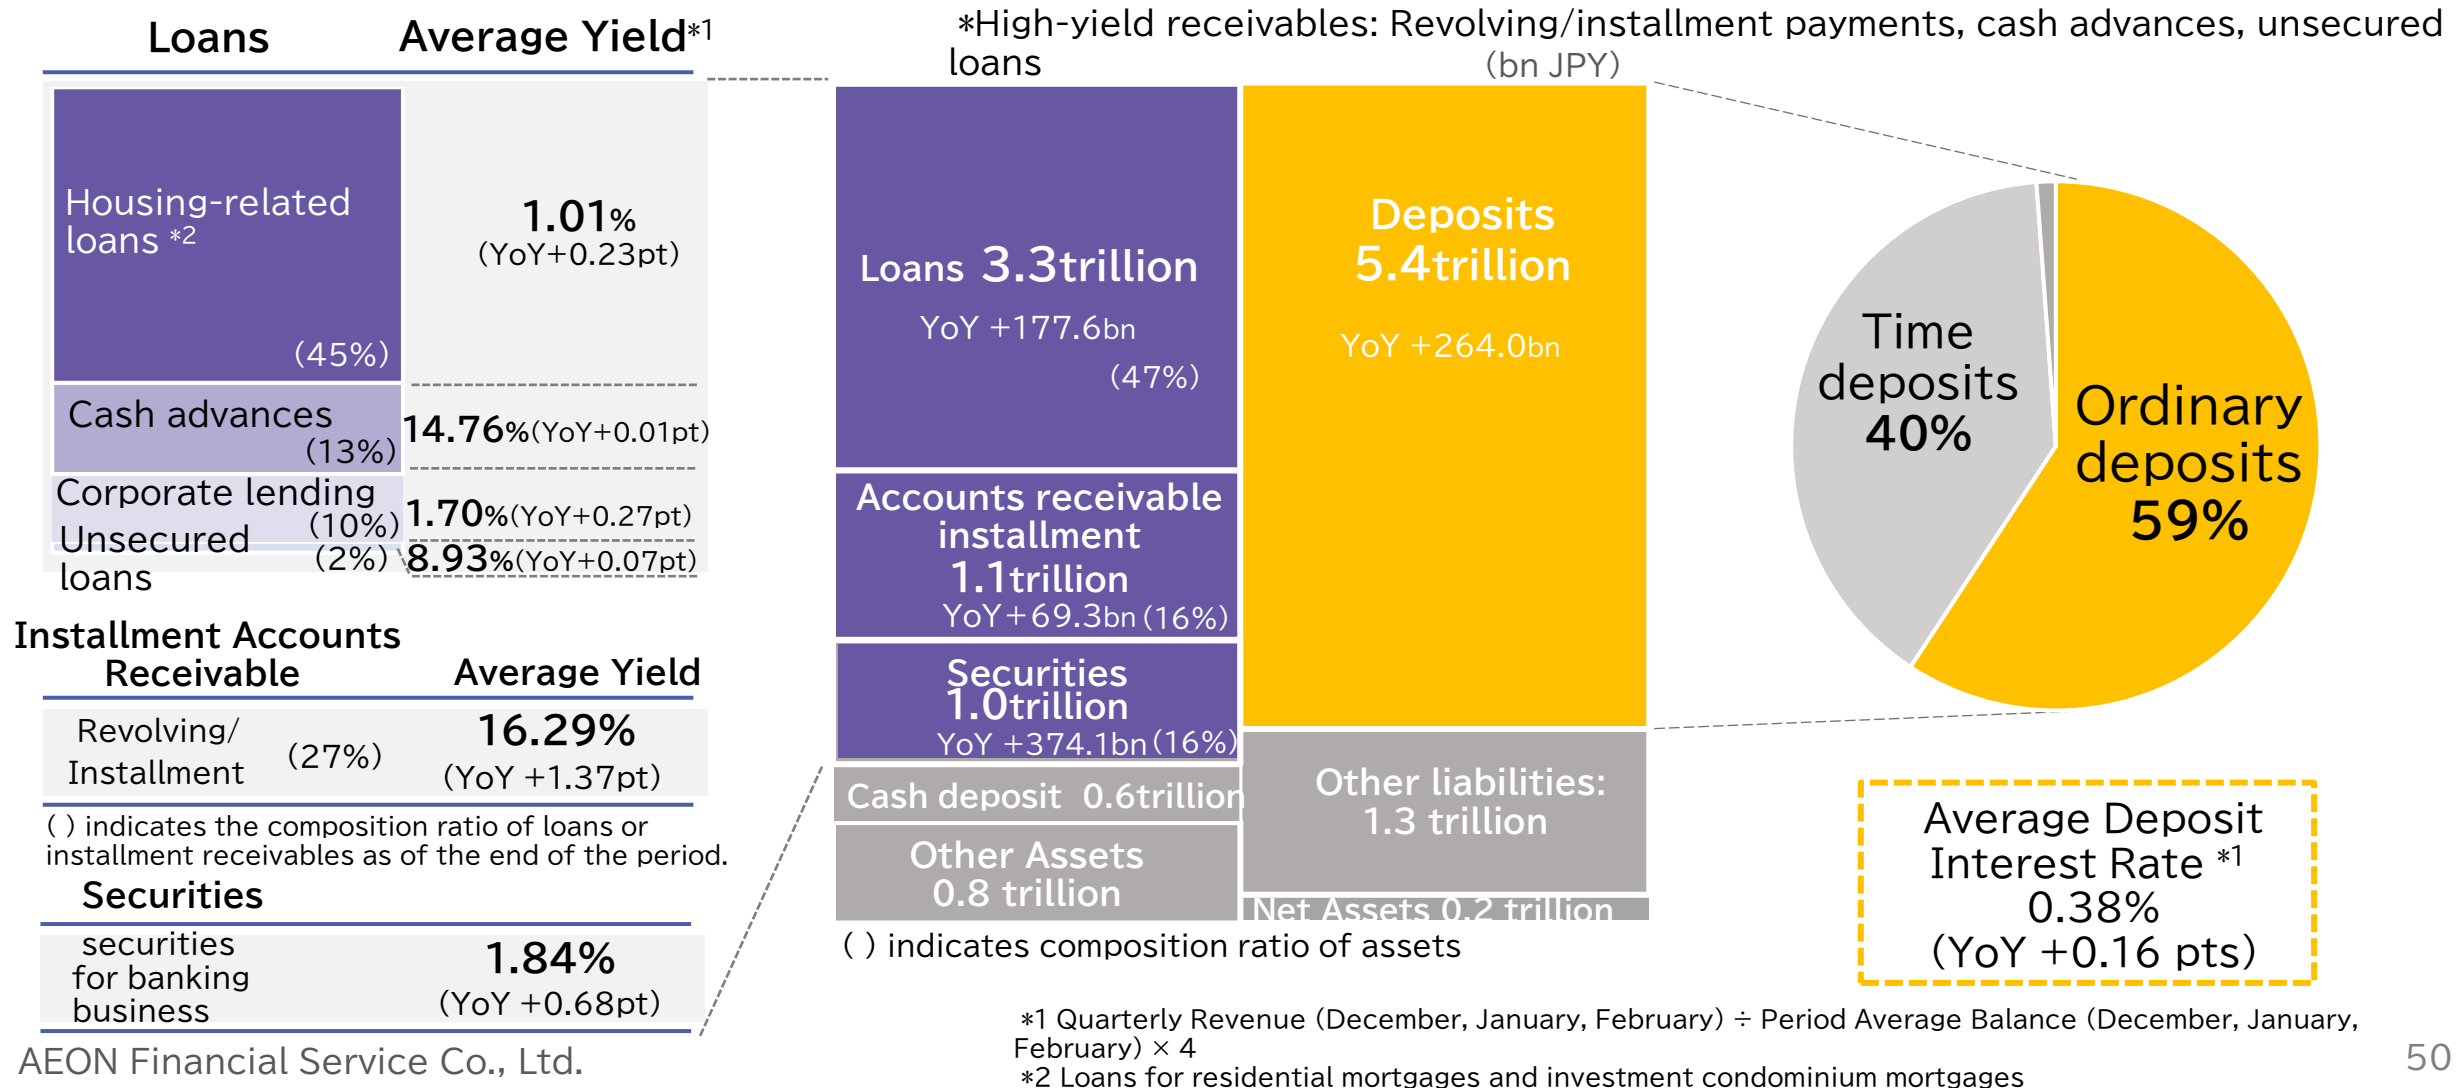 Loans
Average Yield*1
Housing-related
loans *2
(45%)
1.01%
(YoY+0.23pt)
Cash advances
(13%)
14.76%(YoY+0.01pt)
Corporate lending
(10%)
1.70%(YoY+0.27pt)
Unsecured
loans
(2%)
8.93%(YoY+0.07pt)
Installment Accounts
Receivable
Average Yield
Revolving/
Installment
(27%)
16.29%
(YoY +1.37pt)
( ) indicates the composition ratio of loans or
installment receivables as of the end of the period.
Securities
securities
for banking
business
1.84%
(YoY +0.68pt)
*High-yield receivables: Revolving/installment payments, cash advances, unsecured
loans
(bn JPY)
Loans 3.3trillion
YoY +177.6bn
(47%)
Accounts receivable
installment
1.1trillion
YoY+69.3bn (16%)
Securities
1.0trillion
YoY +374.1bn (16%)
Cash deposit 0.6trillion
Other Assets
0.8 trillion
Deposits
5.4trillion
YoY +264.0bn
Other liabilities:
1.3 trillion
Net Assets 0.2 trillion
( ) indicates composition ratio of assets
Time
deposits
40%
Ordinary
deposits
59%
Average Deposit
Interest Rate *1
0.38%
(YoY +0.16 pts)
*1 Quarterly Revenue (December, January, February) ÷ Period Average Balance (December, January,
February) × 4
*2 Loans for residential mortgages and investment condominium mortgages
AEON Financial Service Co., Ltd.
50